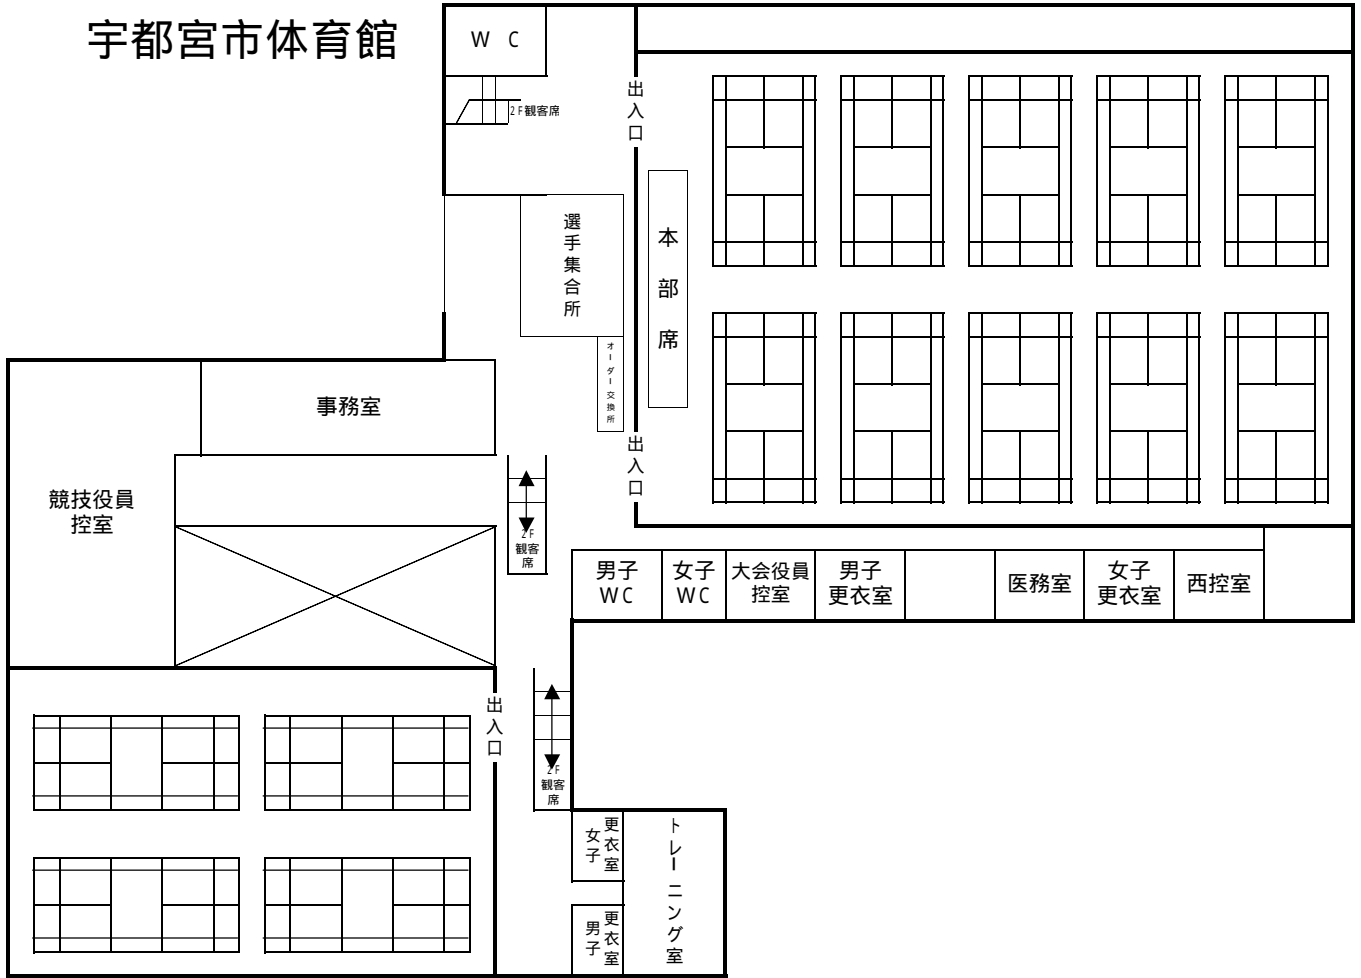 宇都宮市体育館
W C
2F観客席
出入口
選手集合所
本部席
オーダー交換所
事務室
出入口
競技役員
控室
2F
観客
席
男子
WC
女子
WC
大会役員
控室
男子
更衣室
医務室
女子
更衣室
西控室
出入口
2F
観客
席
女子
更衣室
トレーニング室
男子
更衣室